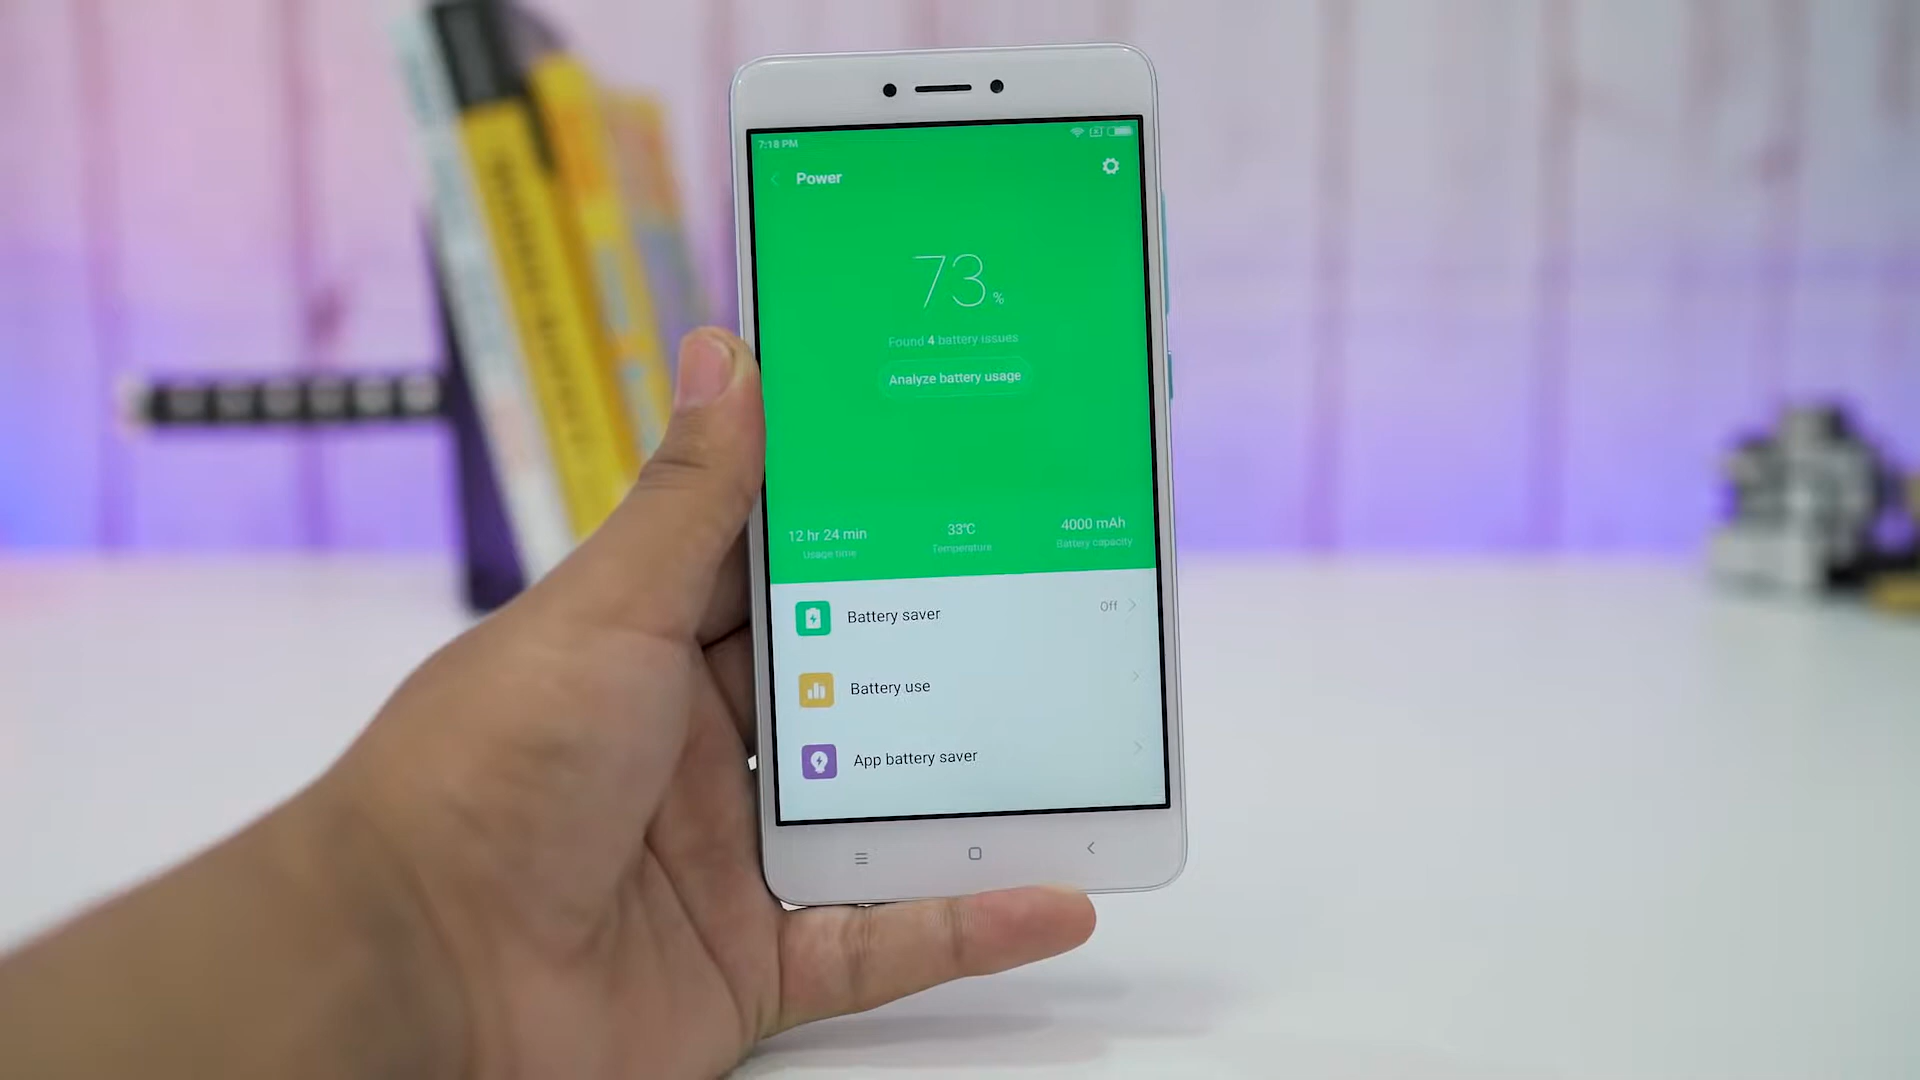 7:18 PM
Power
73%
Found 4 battery issues
Analyze battery usage
12 hr 24 min
Usage time
33°C
Temperature
4000 mAh
Battery capacity
Battery saver
Off
Battery use
App battery saver